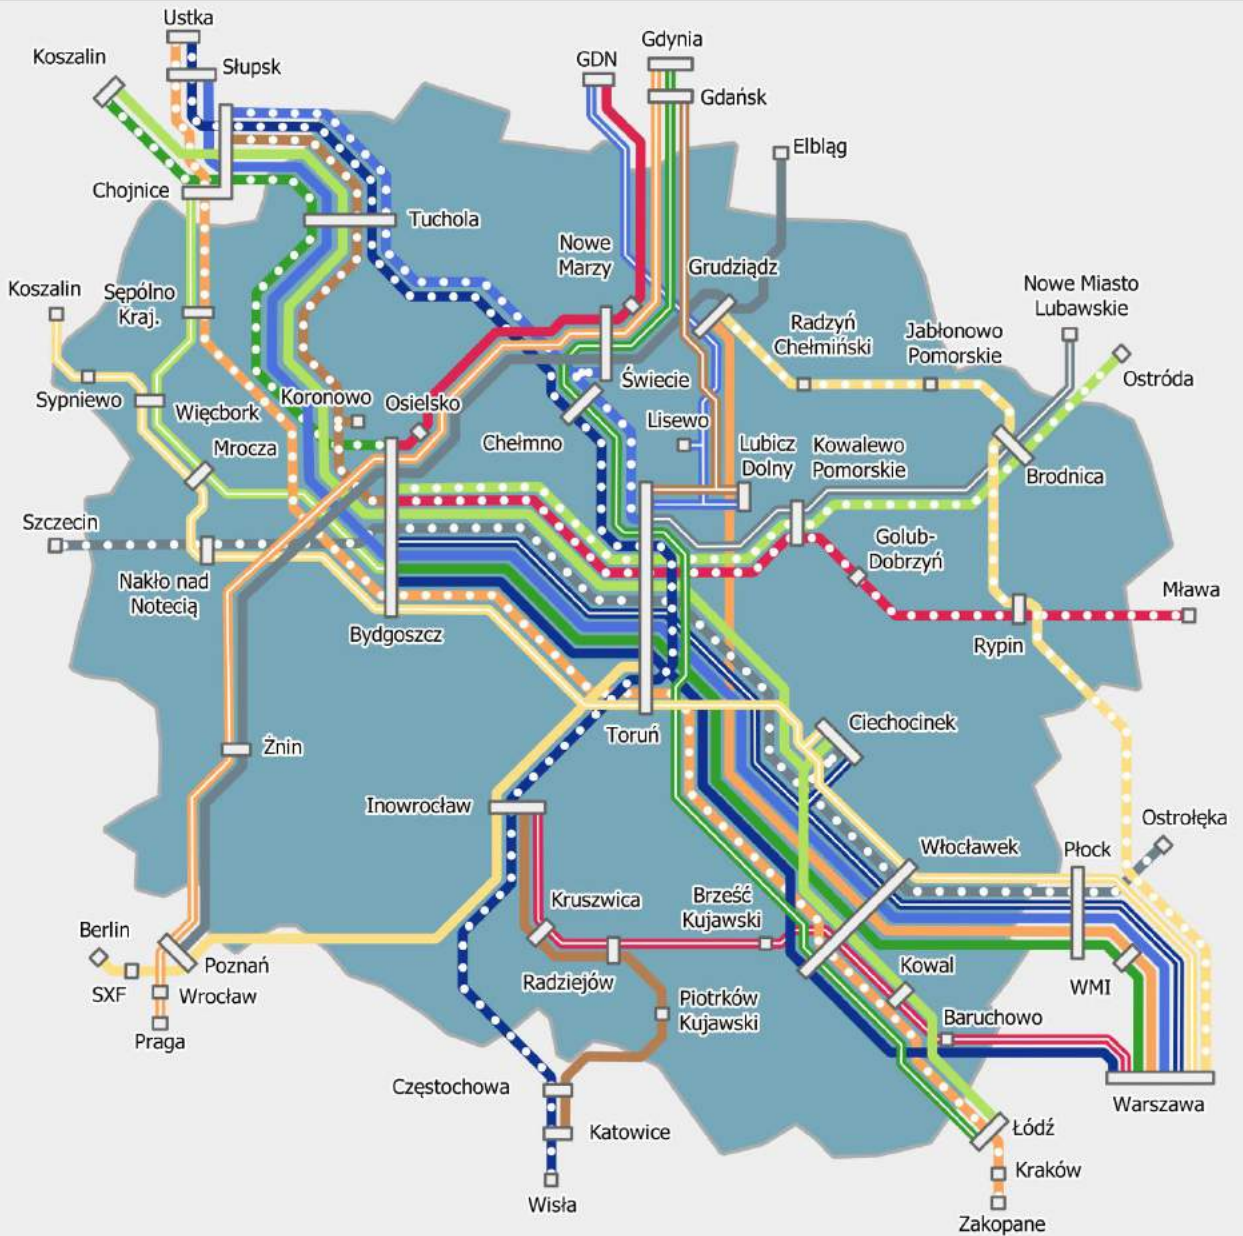 Ustka
Koszalin
Słupsk
GDN
Gdynia
Gdańsk
Elbląg
Chojnice
Tuchola
Nowe
Marzy
Grudziądz
Koszalin
Sępólno
Kraj.
Nowe Miasto
Lubawskie
Radzyń
Chełmiński
Jabłonowo
Pomorskie
Ostróda
Sypniewo
Więcbork
Koronowo
Osielsko
Świecie
Mrocza
Chełmno
Lisewo
Lubicz
Dolny
Kowalewo
Pomorskie
Brodnica
Szczecin
Golub-
Dobrzyń
Nakło nad
Notecią
Bydgoszcz
Mława
Rypin
Toruń
Ciechocinek
Żnin
Inowrocław
Włocławek
Płock
Ostrołęka
Kruszwica
Brześć
Kujawski
Berlin
SXF
Poznań
Wrocław
Praga
Radziejów
Kowal
WMI
Piotrków
Kujawski
Baruchowo
Częstochowa
Warszawa
Katowice
Łódź
Kraków
Wisła
Zakopane